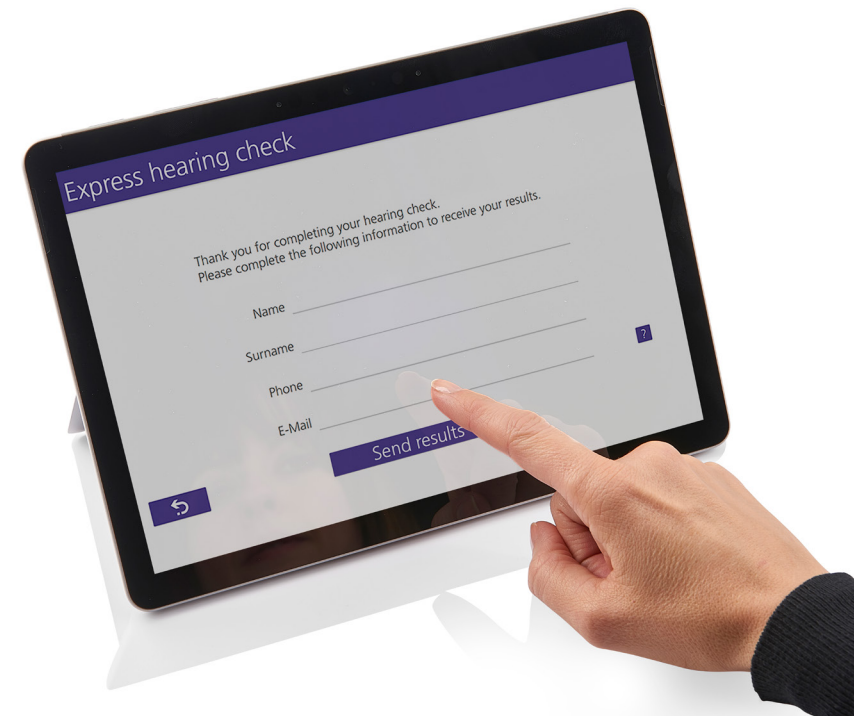 Express hearing check
Thank you for completing your hearing check.
Please complete the following information to receive your results.
Name
Surname
Phone
E-Mail
?
Send results